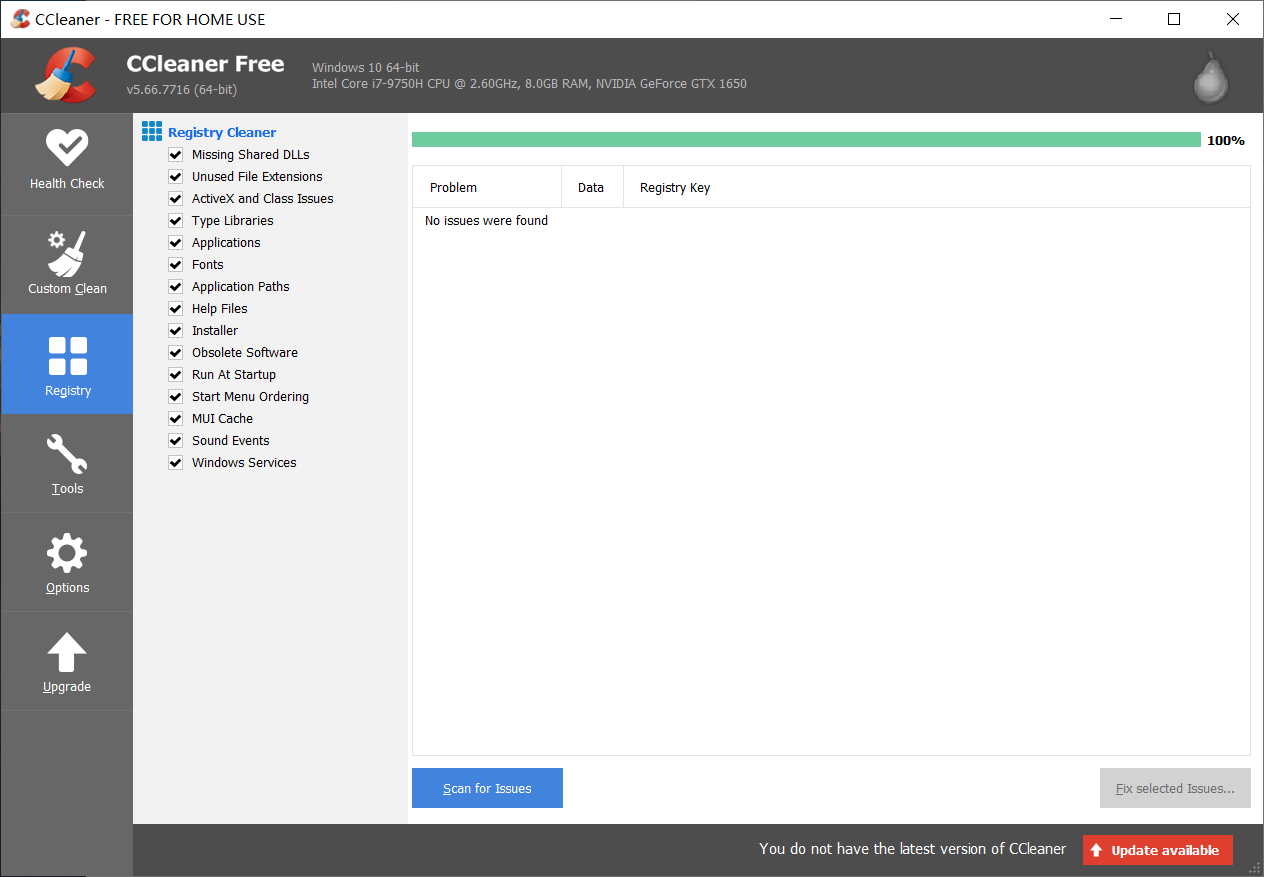 CCleaner - FREE FOR HOME USE
CCleaner Free
v5.66.7716 (64-bit)
Windows 10 64-bit
Intel Core i7-9750H CPU @ 2.60GHz, 8.0GB RAM, NVIDIA GeForce GTX 1650
Health Check
Custom Clean
Registry
Tools
Options
Upgrade
Registry Cleaner
Missing Shared DLLs
Unused File Extensions
ActiveX and Class Issues
Type Libraries
Applications
Fonts
Application Paths
Help Files
Installer
Obsolete Software
Run At Startup
Start Menu Ordering
MUI Cache
Sound Events
Windows Services
100%
Problem Data Registry Key
No issues were found
Scan for Issues
Fix selected Issues...
You do not have the latest version of CCleaner
Update available